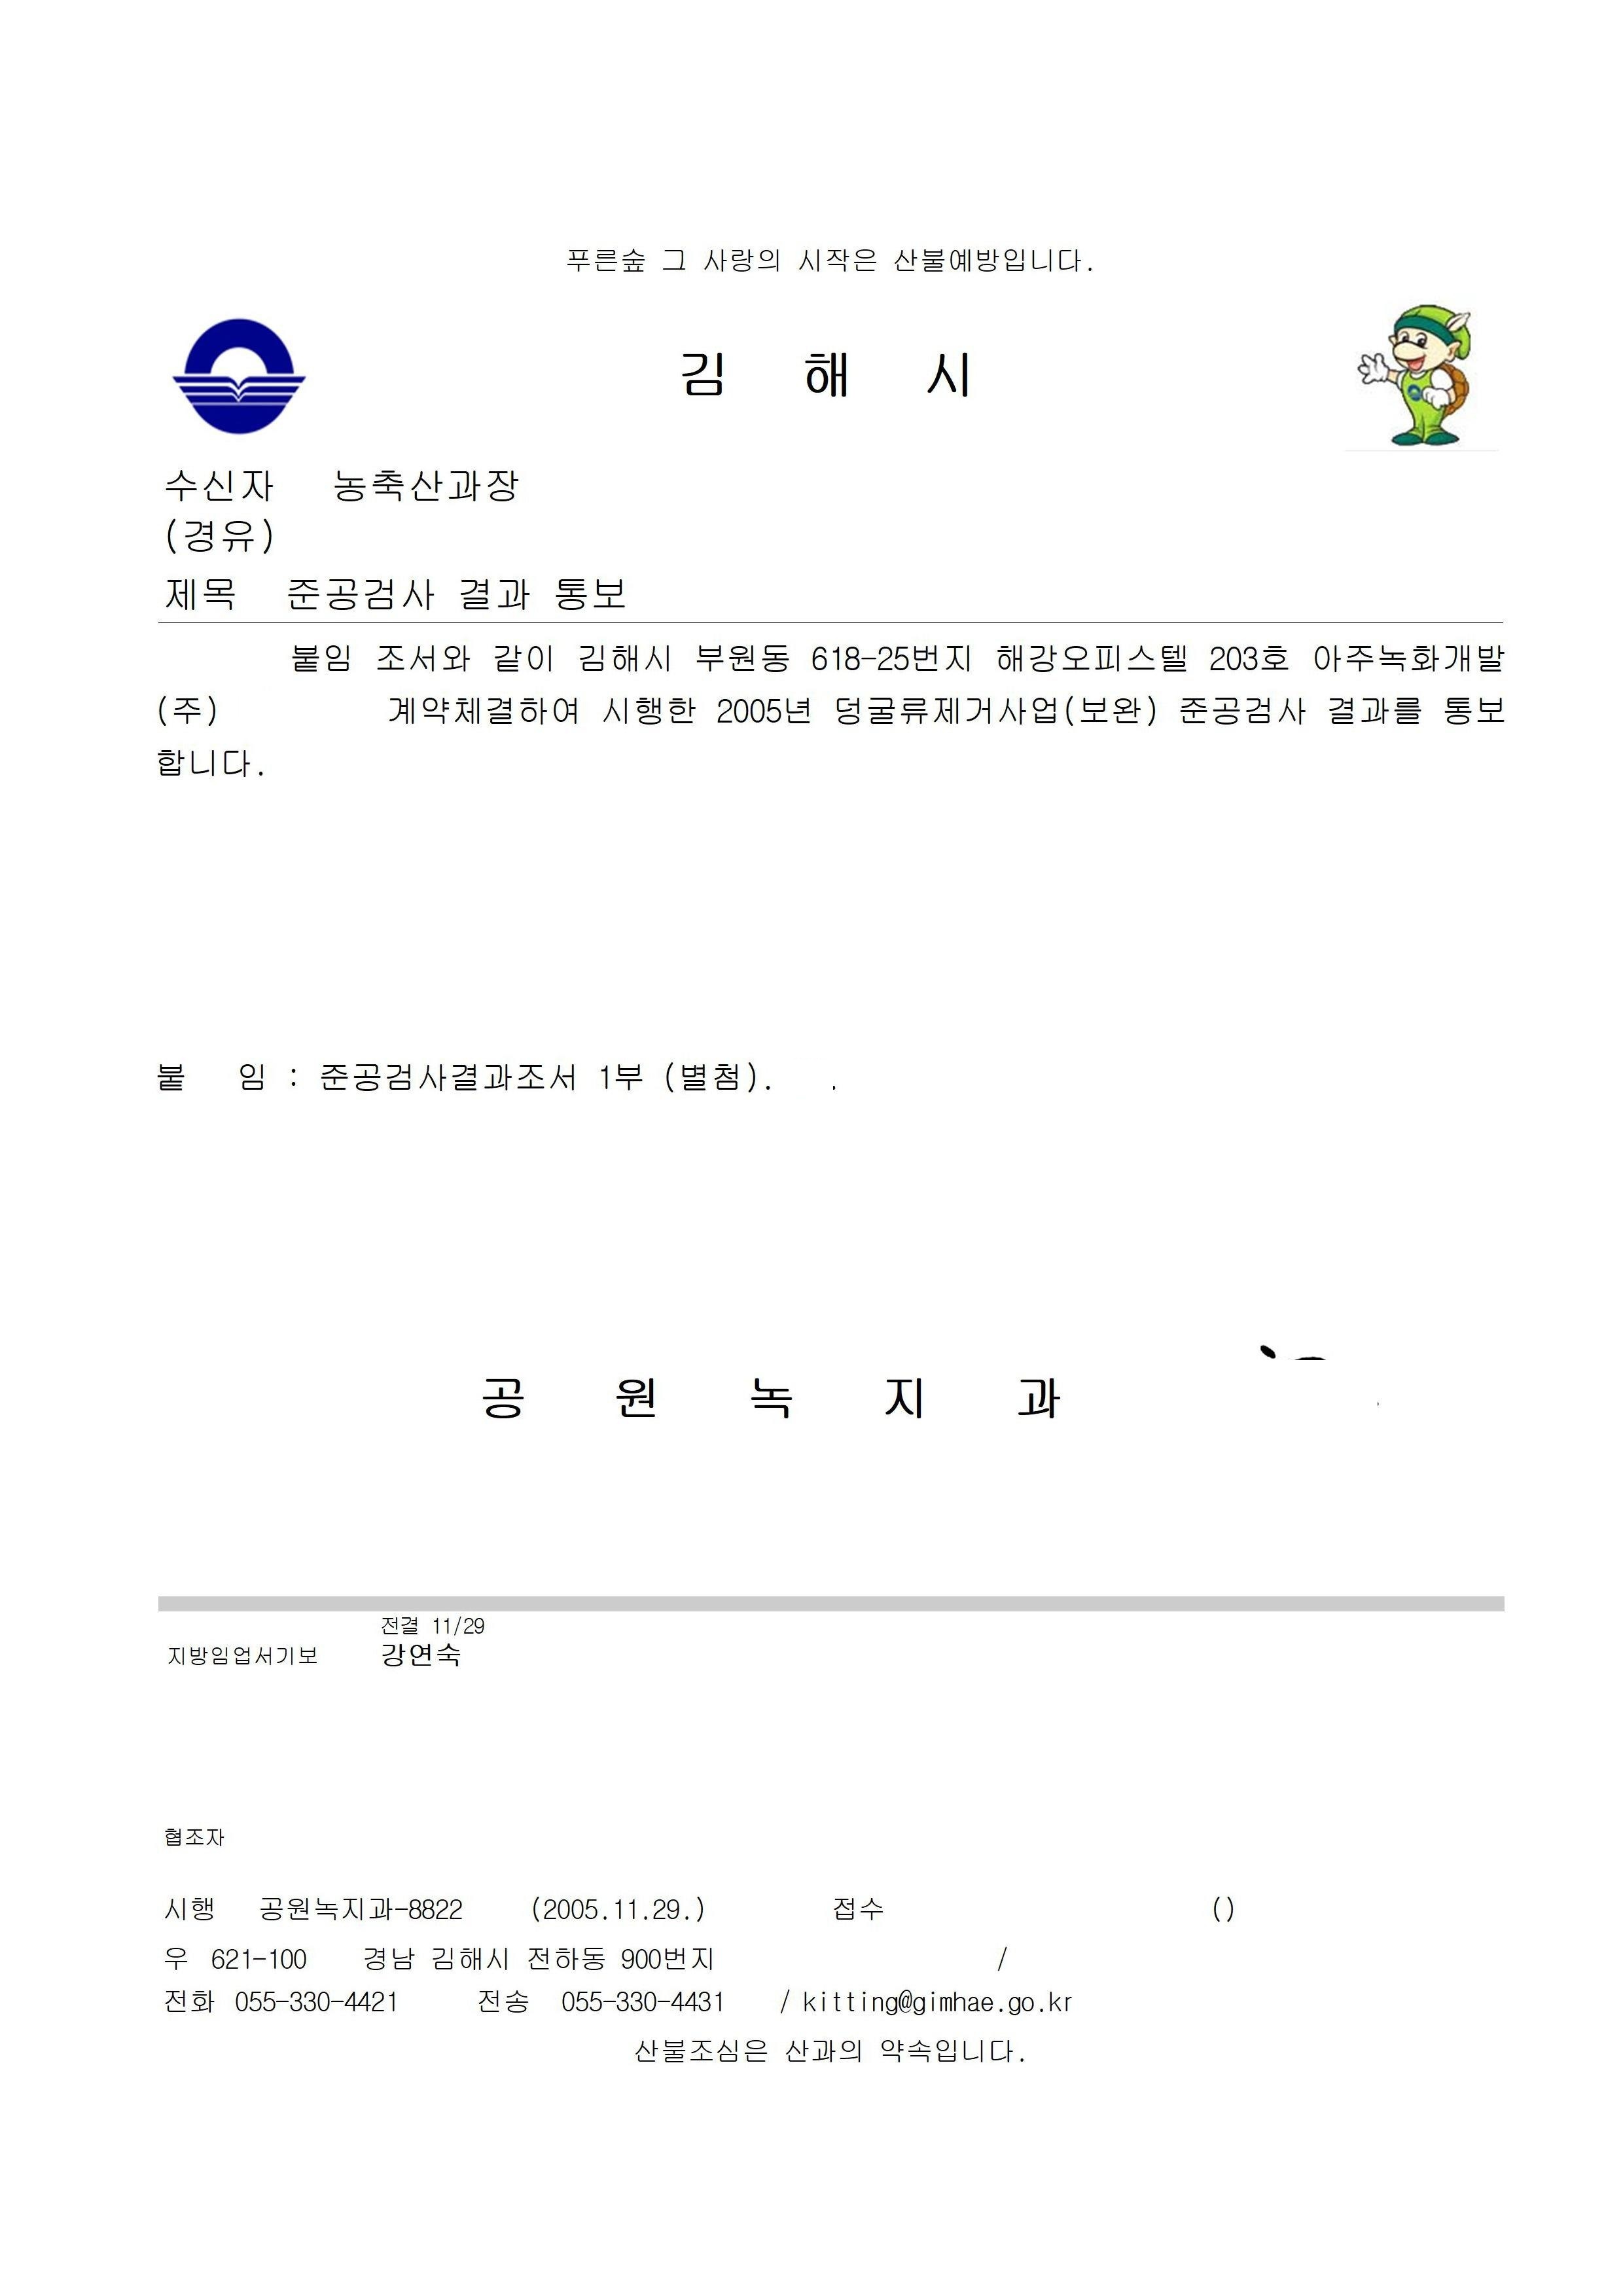 푸른숲 그 사랑의 시작은 산불예방입니다.
김 해 시
수신자 농축산과장
(경유)
제목 준공검사 결과 통보
붙임 조서와 같이 김해시 부원동 618-25번지 해강오피스텔 203호 아주녹화개발
(주) 계약체결하여 시행한 2005년 덩굴류제거사업(보완) 준공검사 결과를 통보
합니다.
붙 임 : 준공검사결과조서 1부 (별첨). .
공 원 녹 지 과
전결 11/29
지방임업서기보 강연숙
협조자
시행 공원녹지과-8822 (2005.11.29.) 접수 ()
우 621-100 경남 김해시 전하동 900번지 /
전화 055-330-4421 전송 055-330-4431 / kitting@gimhae.go.kr
산불조심은 산과의 약속입니다.